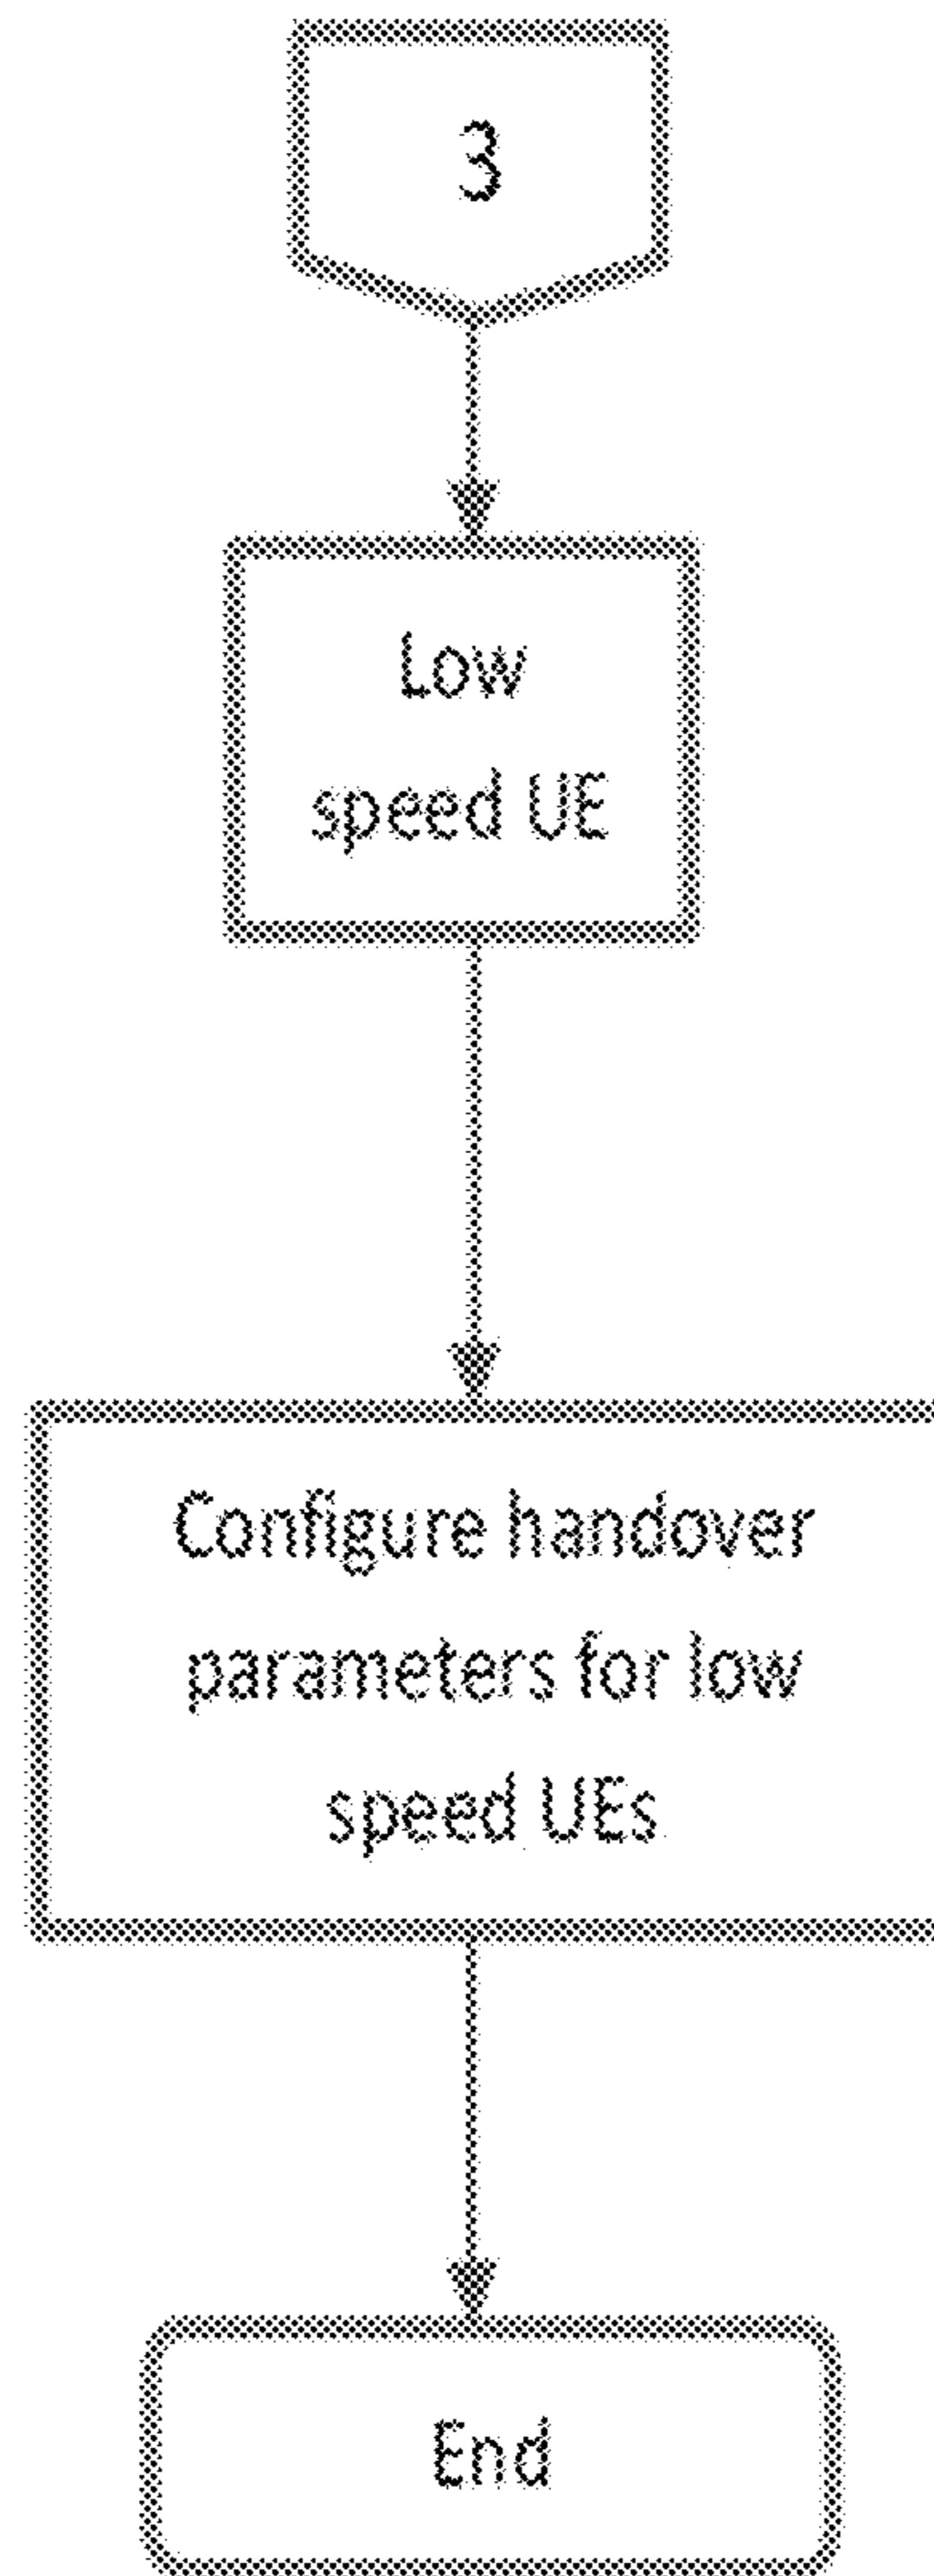 3
Low
speed UE
Configure handover
parameters for low
speed UEs
End